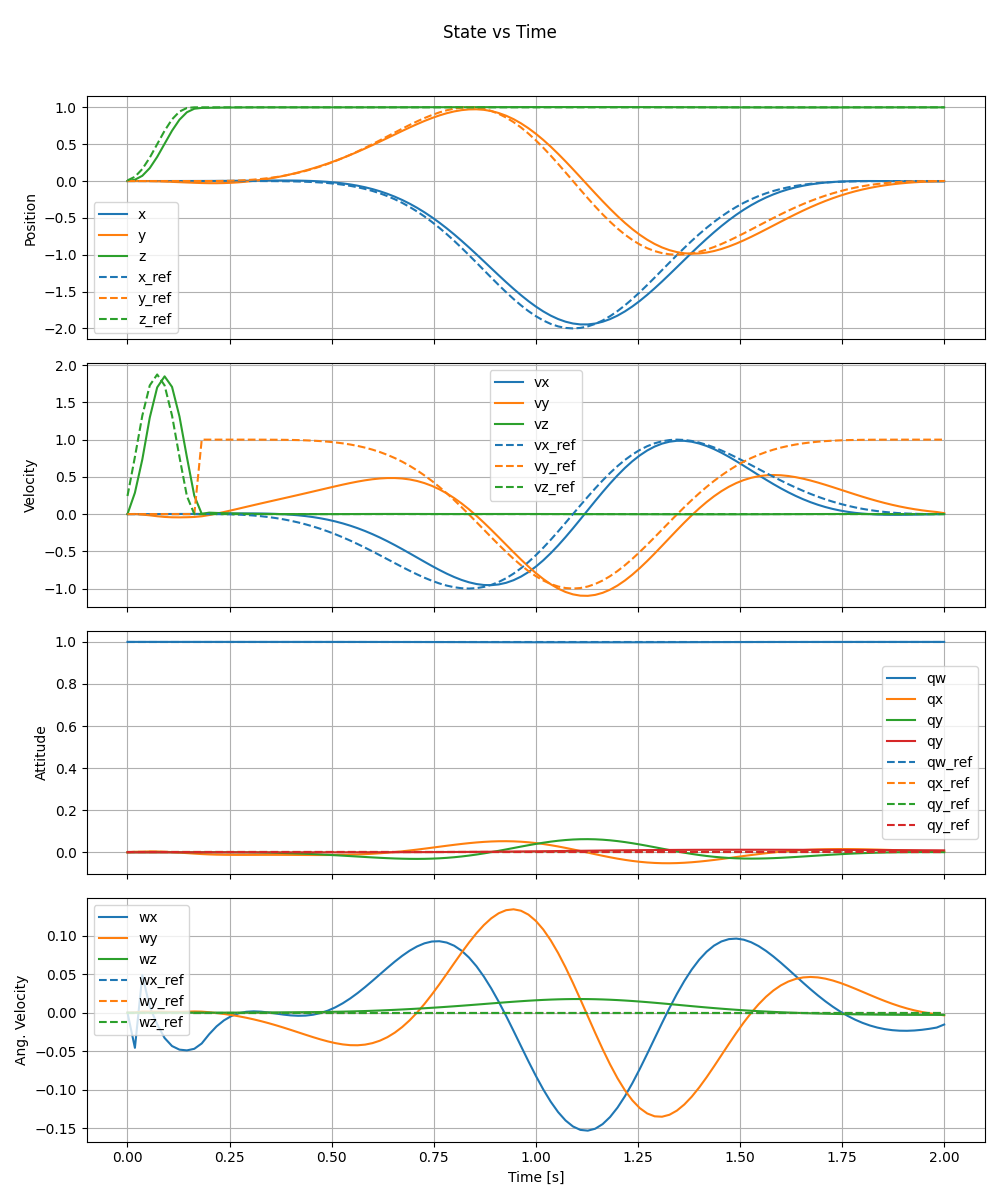 State vs Time
1.0
0.5
0.0
−0.5
−1.0
−1.5
−2.0
Position
x
y
z
x_ref
y_ref
z_ref
2.0
1.5
1.0
0.5
0.0
−0.5
−1.0
Velocity
vx
vy
vz
vx_ref
vy_ref
vz_ref
1.0
0.8
0.6
0.4
0.2
0.0
Attitude
qw
qx
qy
qy
qw_ref
qx_ref
qy_ref
qy_ref
0.10
0.05
0.00
−0.05
−0.10
−0.15
Ang. Velocity
wx
wy
wz
wx_ref
wy_ref
wz_ref
0.00 0.25 0.50 0.75 1.00 1.25 1.50 1.75 2.00
Time [s]